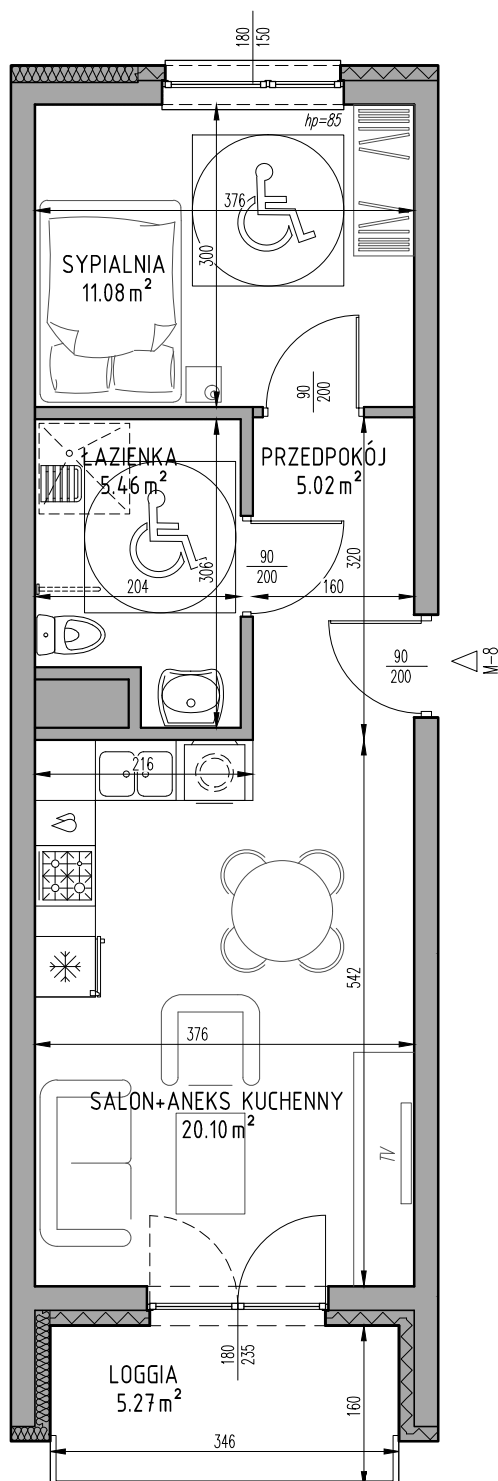 180
150
hp=85
376
300
SYPIALNIA
11.08 m²
90
200
ŁAZIENKA
5.46 m²
PRZEDPOKÓJ
5.02 m²
320
306
90
200
204
160
90
200
M-8
216
542
376
SALON+ANEKS KUCHENNY
20.10 m²
TV
180
235
LOGGIA
5.27 m²
160
346